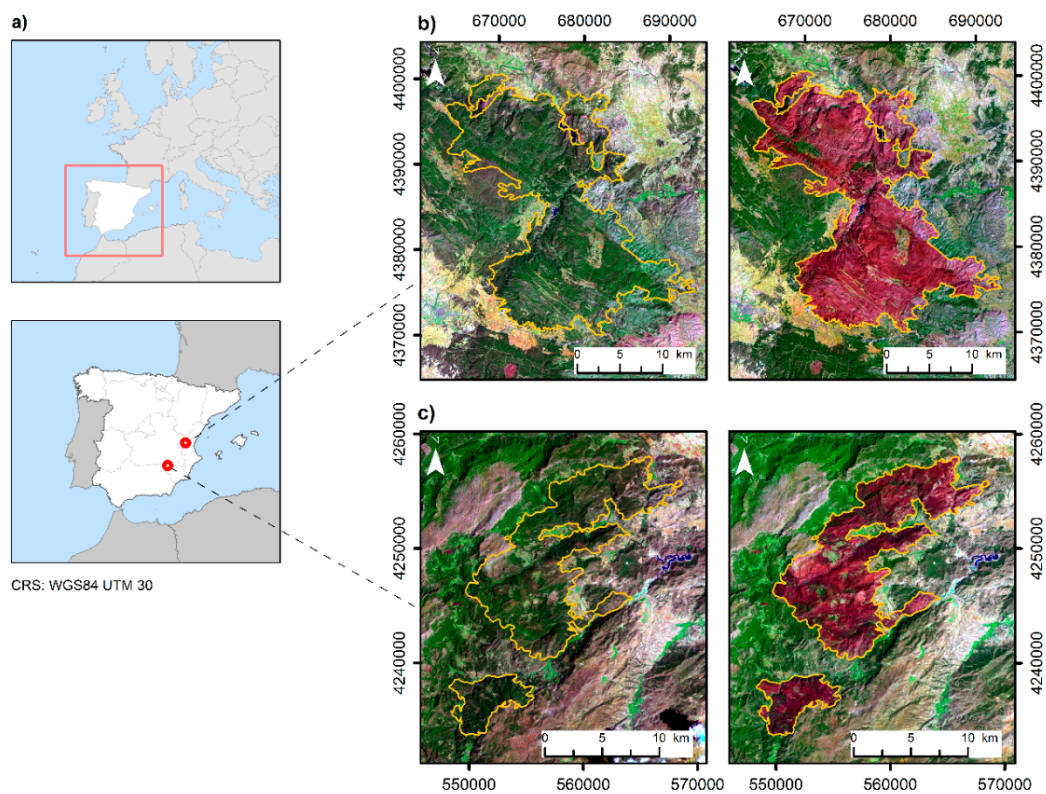 a)
b)
670000 680000 690000 670000 680000 690000
4400000 4400000
4390000 4390000
4380000 4380000
4370000 4370000
N N
0 5 10 km 0 5 10 km
CRS: WGS84 UTM 30
c)
4260000 4260000
4250000 4250000
4240000 4240000
N N
0 5 10 km 0 5 10 km
550000 560000 570000 550000 560000 570000